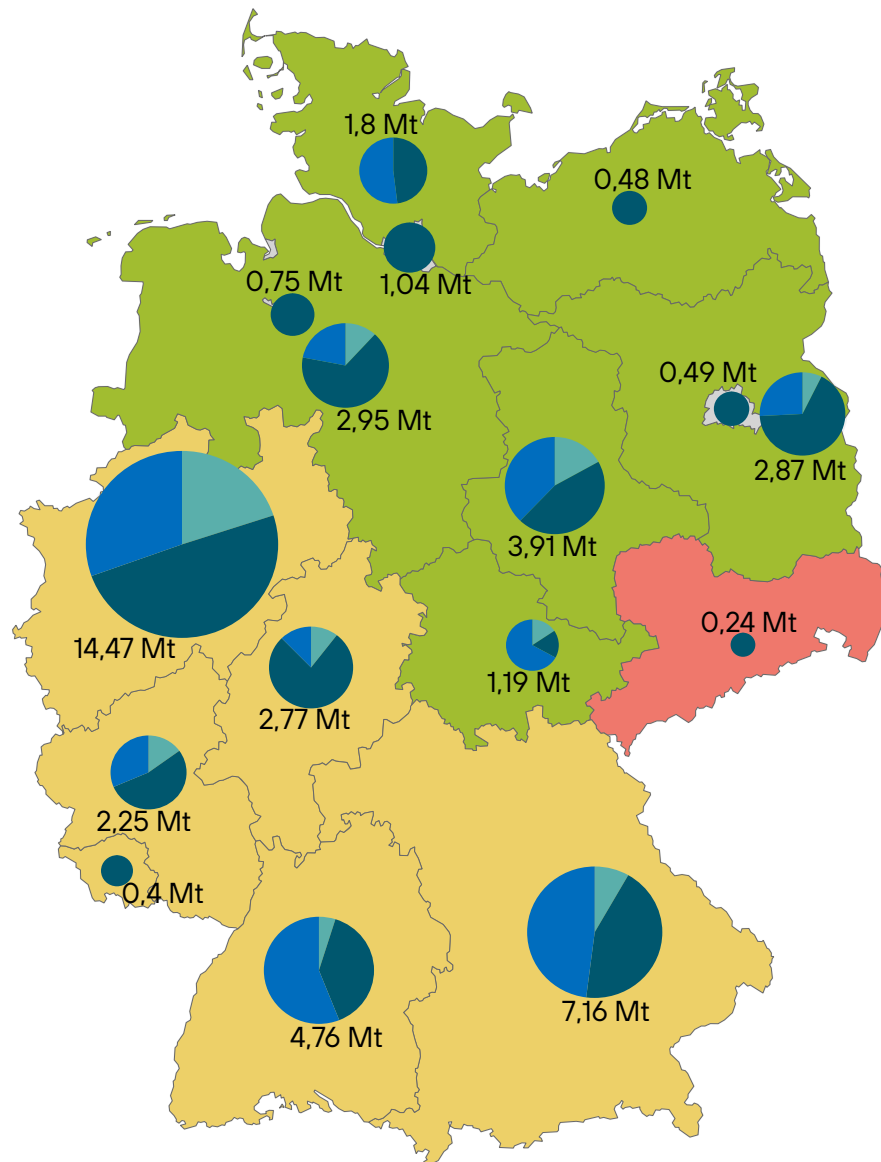 1,8 Mt
0,48 Mt
1,04 Mt
0,75 Mt
2,95 Mt
0,49 Mt
2,87 Mt
3,91 Mt
14,47 Mt
0,24 Mt
1,19 Mt
2,77 Mt
2,25 Mt
0,4 Mt
7,16 Mt
4,76 Mt